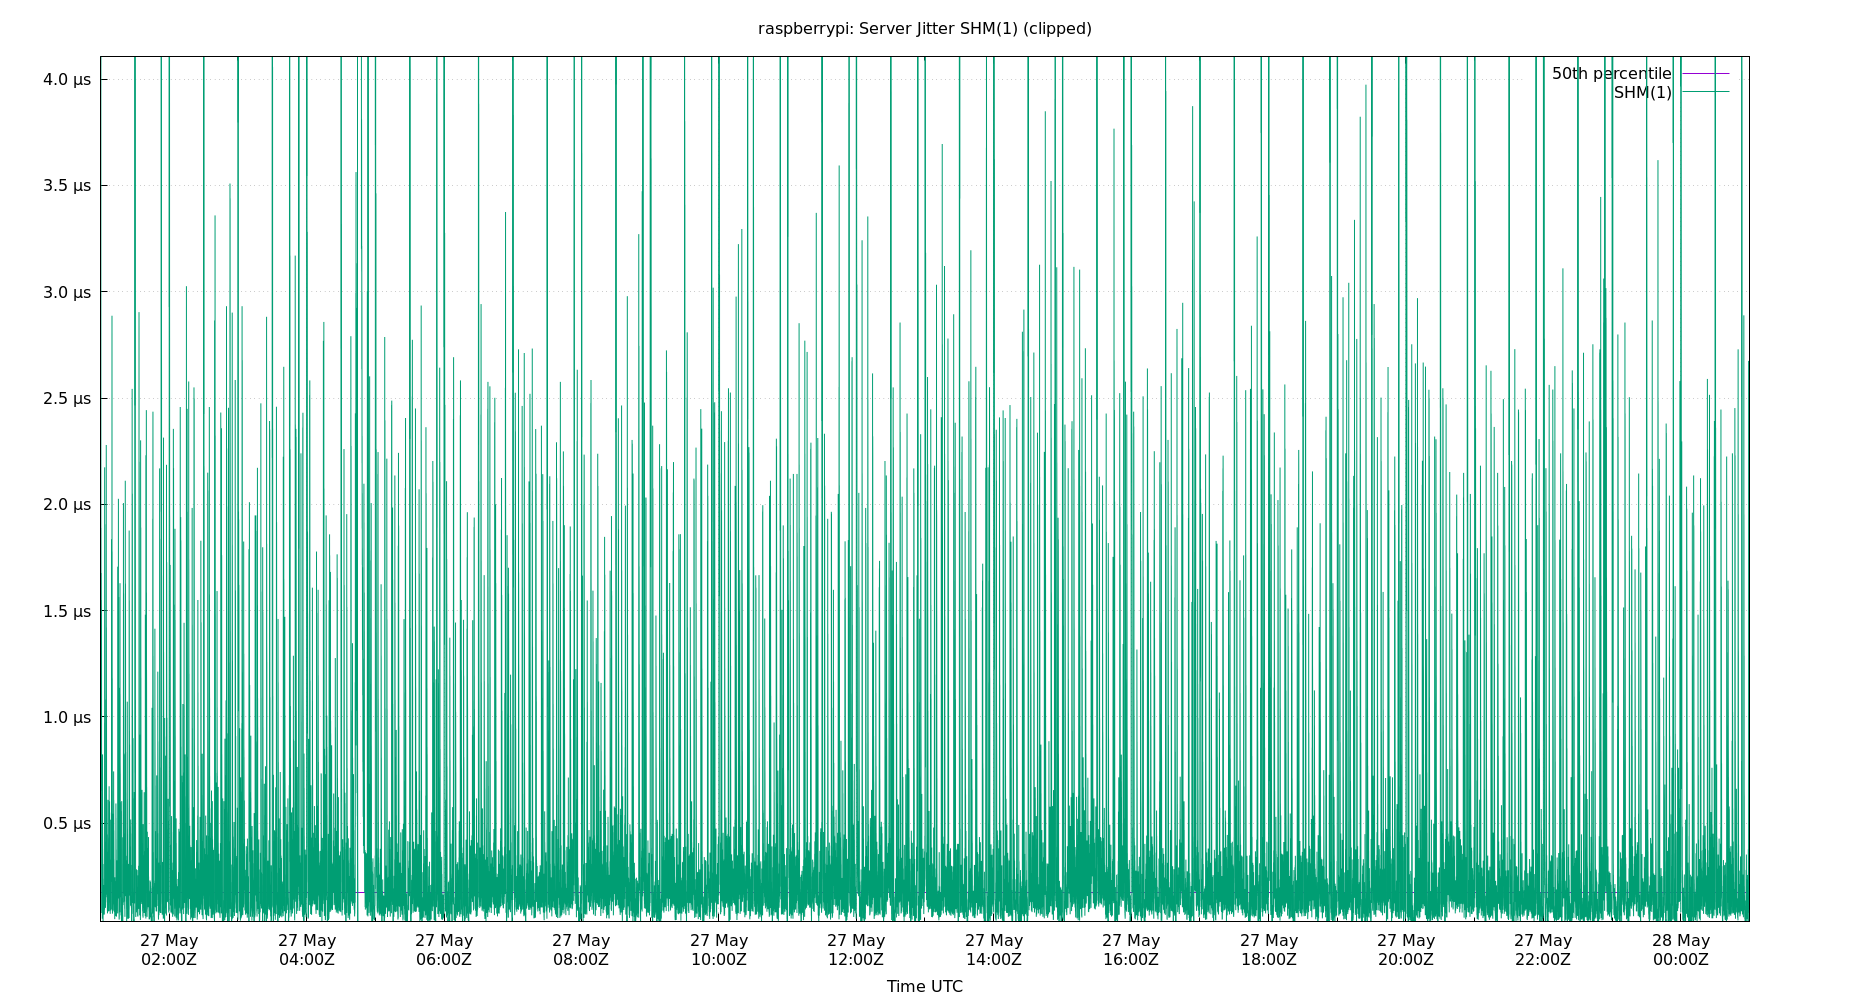 raspberrypi: Server Jitter SHM(1) (clipped)
4.0 µs
3.5 µs
3.0 µs
2.5 µs
2.0 µs
1.5 µs
1.0 µs
0.5 µs
50th percentile
SHM(1)
27 May 27 May 27 May 27 May 27 May 27 May 27 May 27 May 27 May 27 May 27 May 28 May
02:00Z 04:00Z 06:00Z 08:00Z 10:00Z 12:00Z 14:00Z 16:00Z 18:00Z 20:00Z 22:00Z 00:00Z
Time UTC